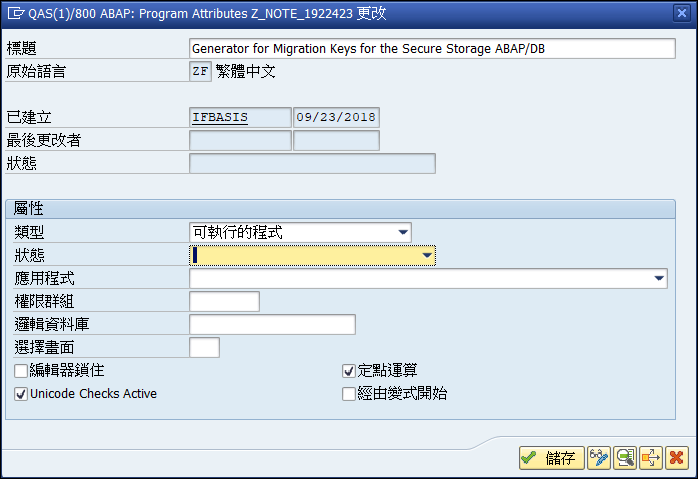 QAS(1)/800 ABAP: Program Attributes Z_NOTE_1922423 更改
標題 Generator for Migration Keys for the Secure Storage ABAP/DB
原始語言 ZF 繁體中文
已建立 IFBASIS 09/23/2018
最後更改者
狀態
屬性
類型 可執行的程式
狀態
應用程式
權限群組
邏輯資料庫
選擇畫面
編輯器鎖住 定點運算
Unicode Checks Active 經由變式開始
儲存